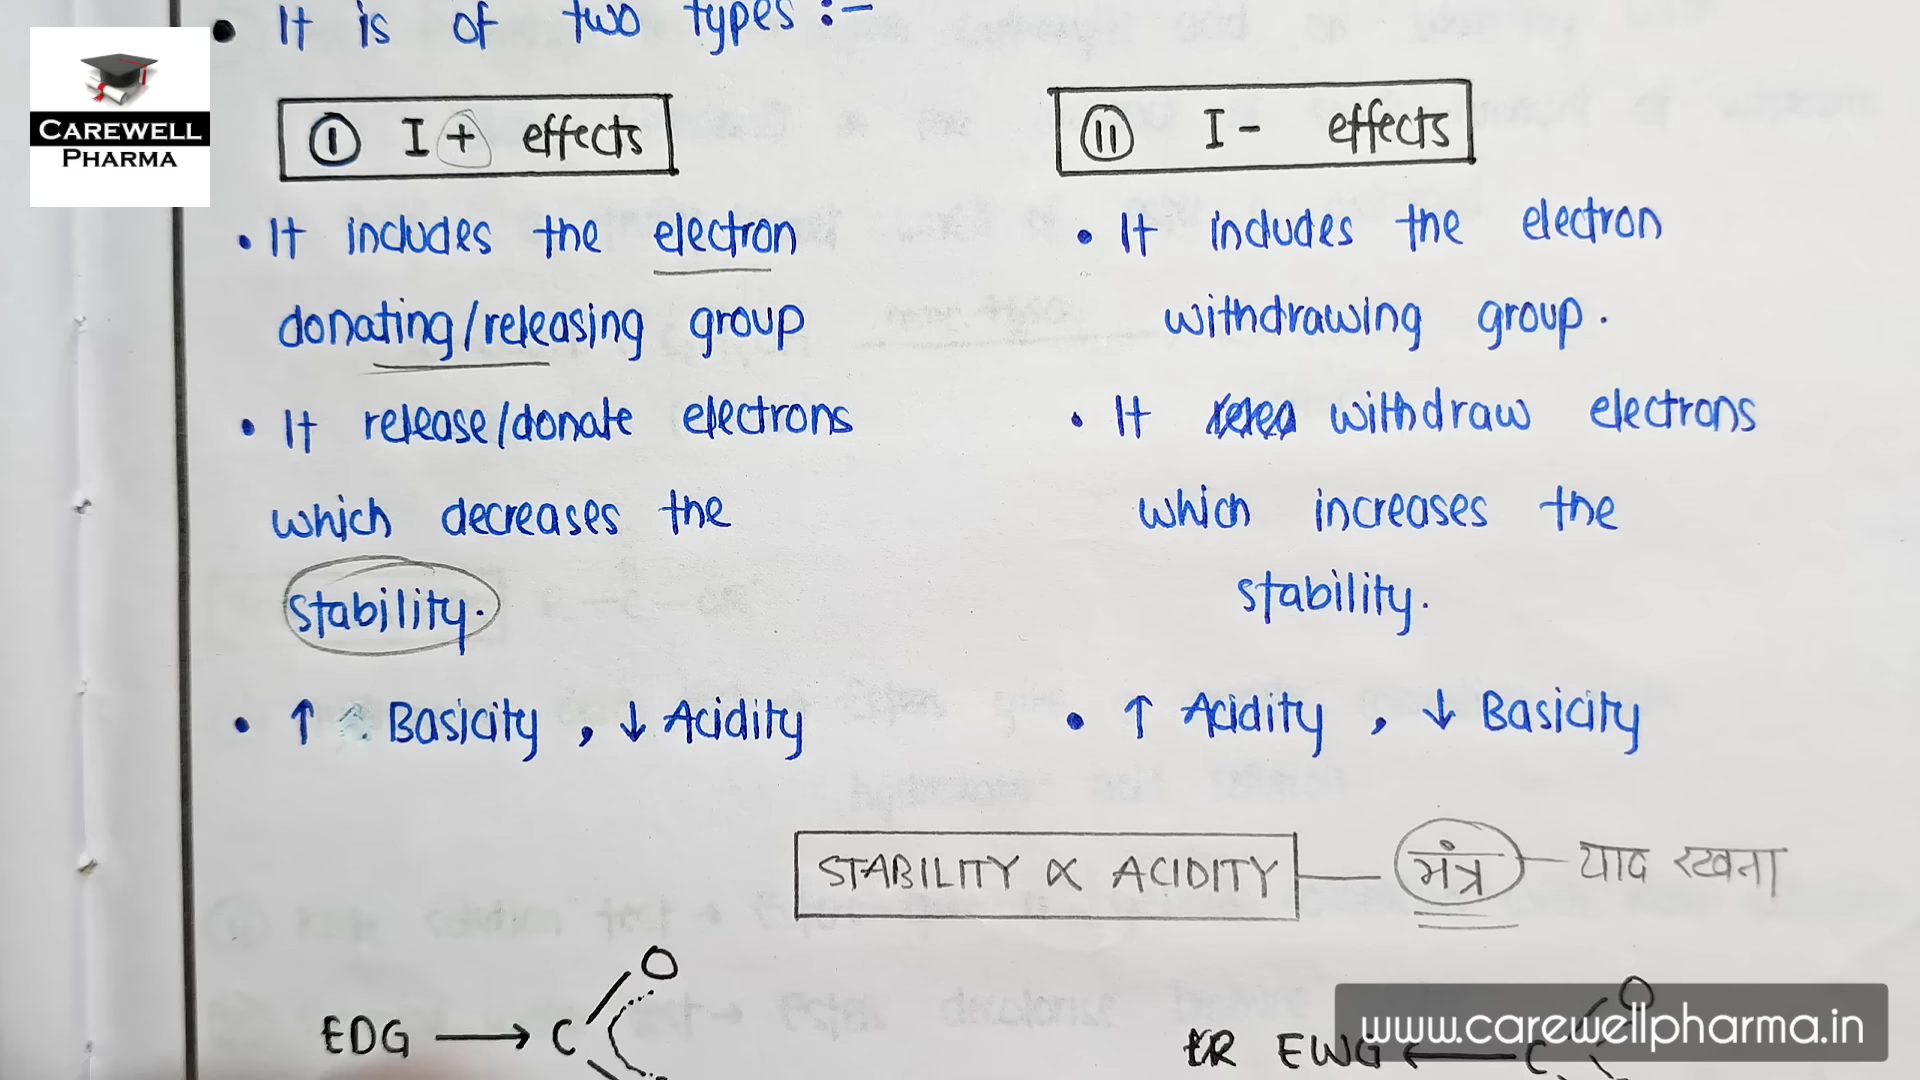 • It is of two types :-
CAREWELL
PHARMA
① I + effects
• It includes the electron
donating/releasing group
• It release/donate electrons
which decreases the
stability.
• ↑ Basicity , ↓ Acidity
⑪ I - effects
• It includes the electron
withdrawing group.
• It withdraw electrons
which increases the
stability.
• ↑ Acidity , ↓ Basicity
STABILITY ∝ ACIDITY — मंत्र — याद रखना
EDG → C
O
EWG ← C
O
www.carewellpharma.in